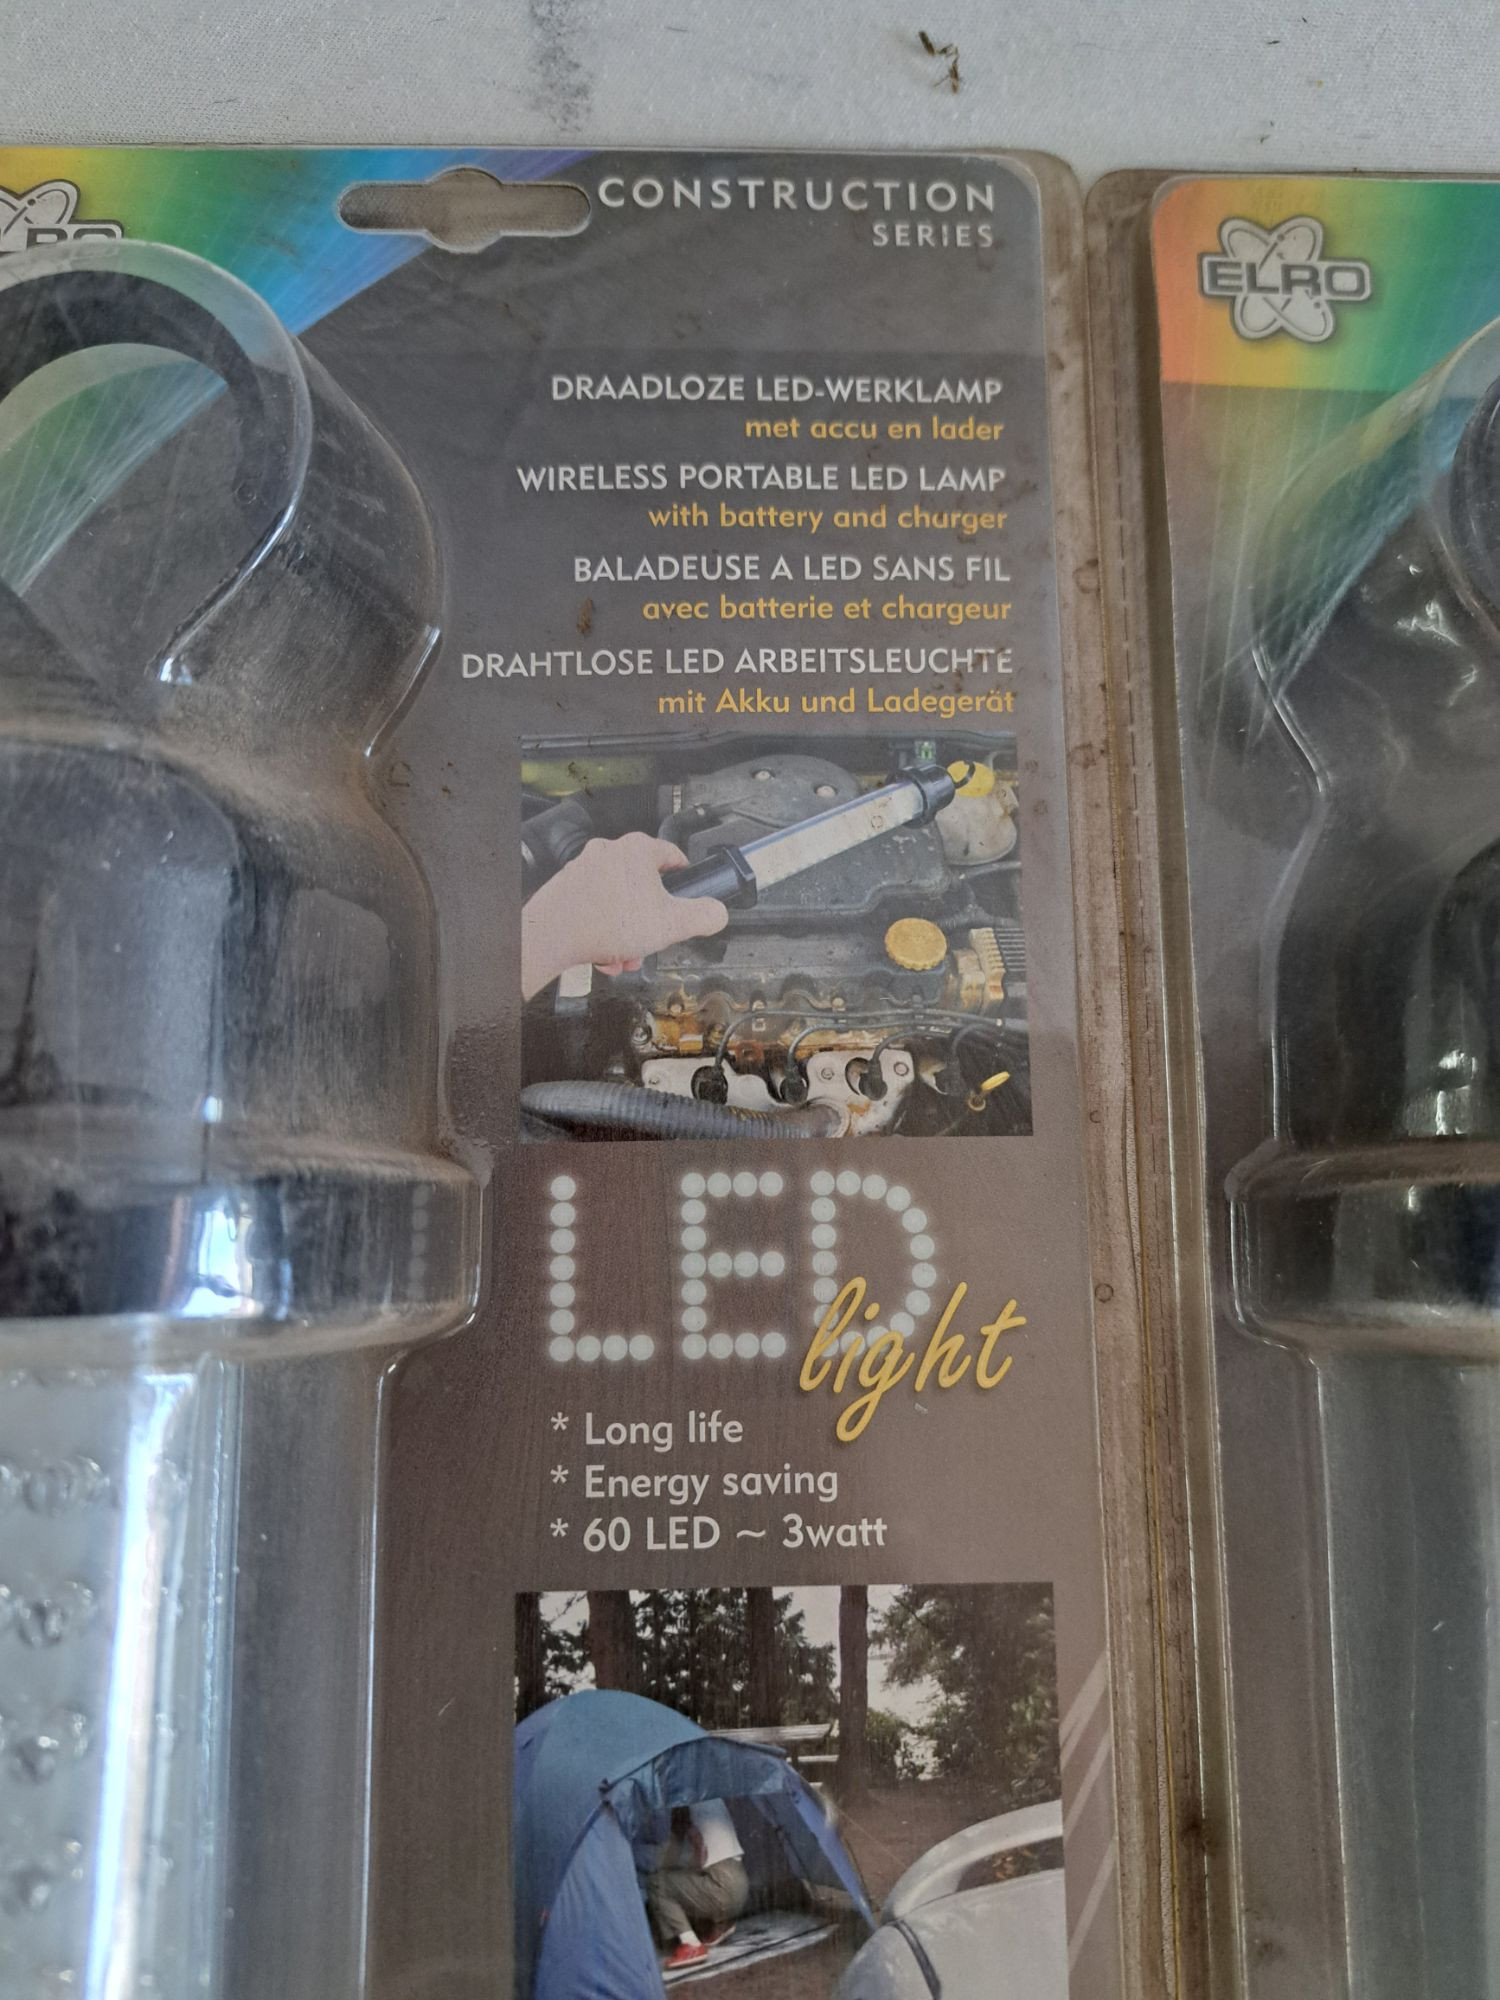 CONSTRUCTION
SERIES
ELRO
DRAADLOZE LED-WERKLAMP
met accu en lader
WIRELESS PORTABLE LED LAMP
with battery and churger
BALADEUSE A LED SANS FIL
avec batterie et chargeur
DRAHTLOSE LED ARBEITSLEUCHTE
mit Akku und Ladegerät
LED
light
* Long life
* Energy saving
* 60 LED ~ 3watt